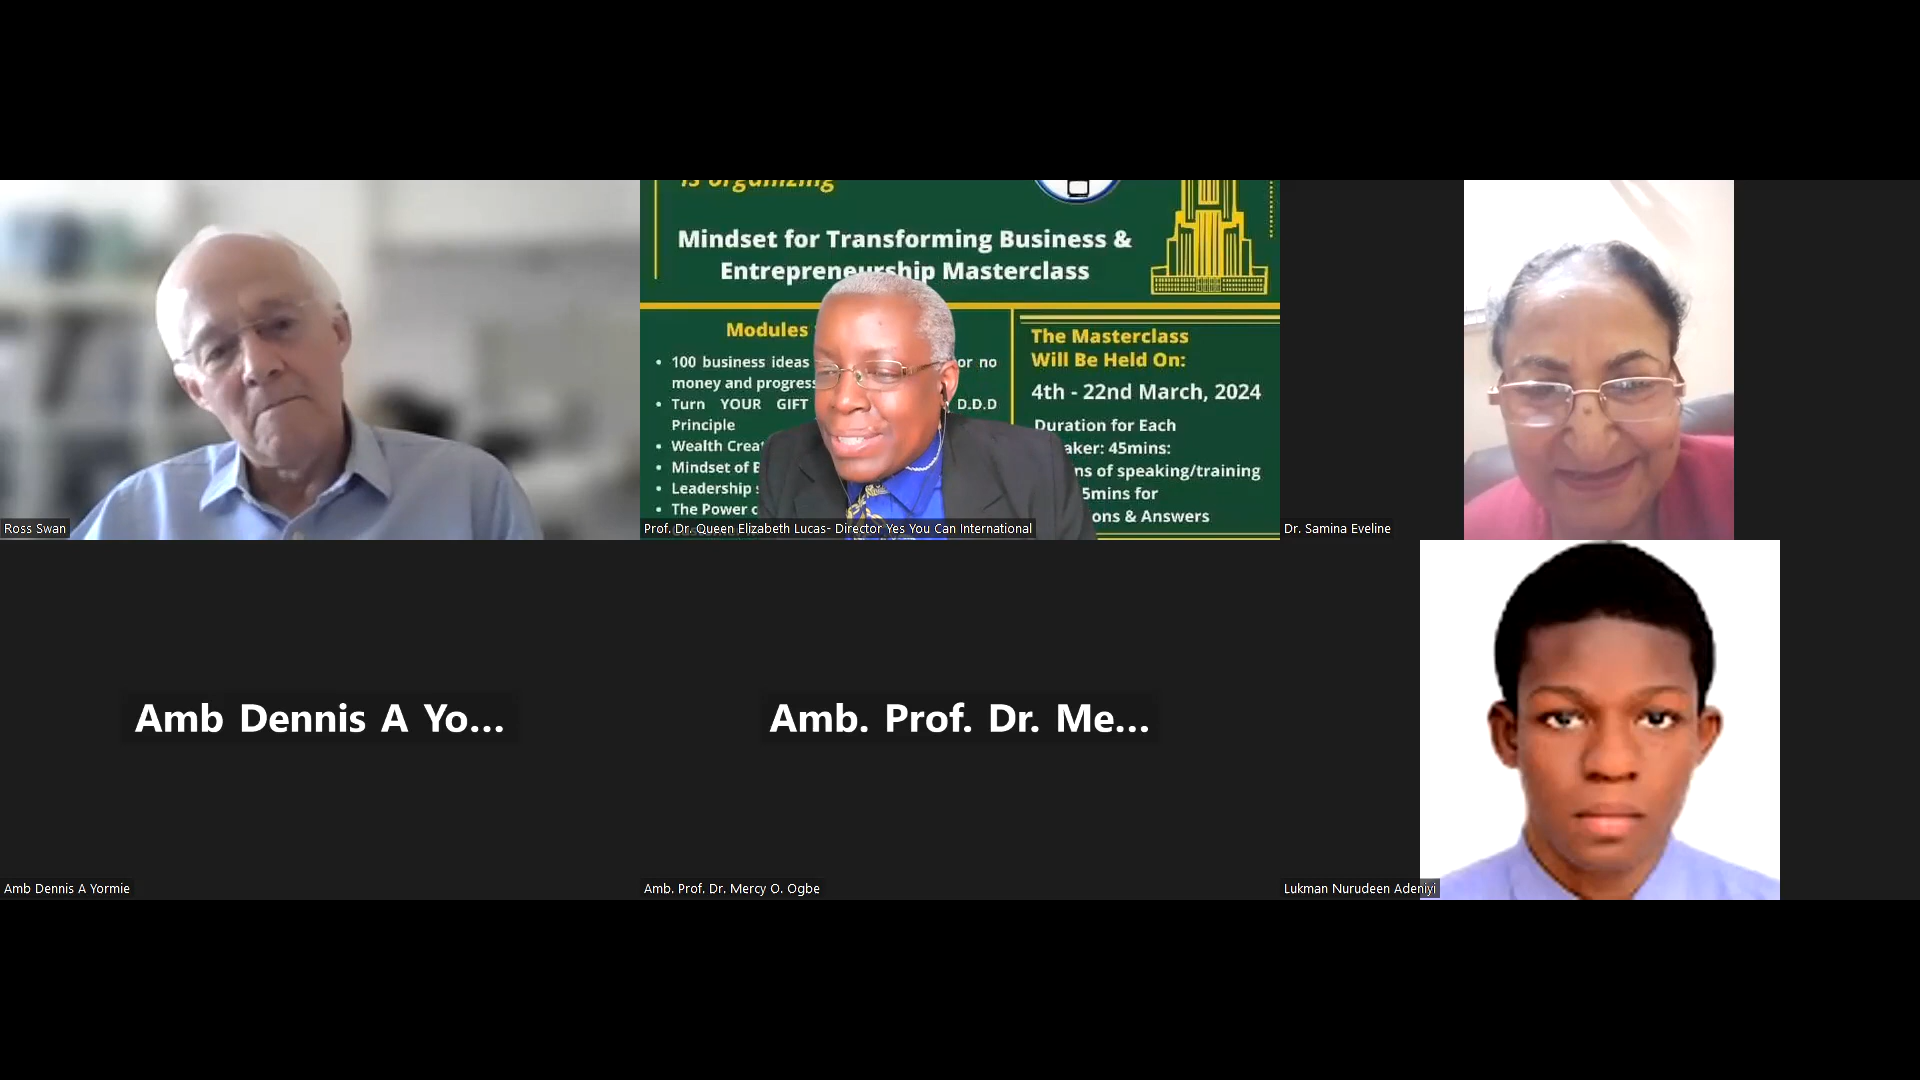 is organizing
Mindset for Transforming Business &
Entrepreneurship Masterclass
Modules
100 business ideas
or no
money and progress
Turn YOUR GIFT
D.D.D
Principle
Wealth
Mindset of
Leadership
The Power
The Masterclass
Will Be Held On:
4th - 22nd March, 2024
Duration for Each
45mins:
of speaking/training
5mins for
& Answers
Ross Swan
Prof. Dr. Queen Elizabeth Lucas- Director Yes You Can International
Dr. Samina Eveline
Amb Dennis A Yo...
Amb. Prof. Dr. Me...
Amb Dennis A Yormie
Amb. Prof. Dr. Mercy O. Ogbe
Lukman Nurudeen Adeniyi